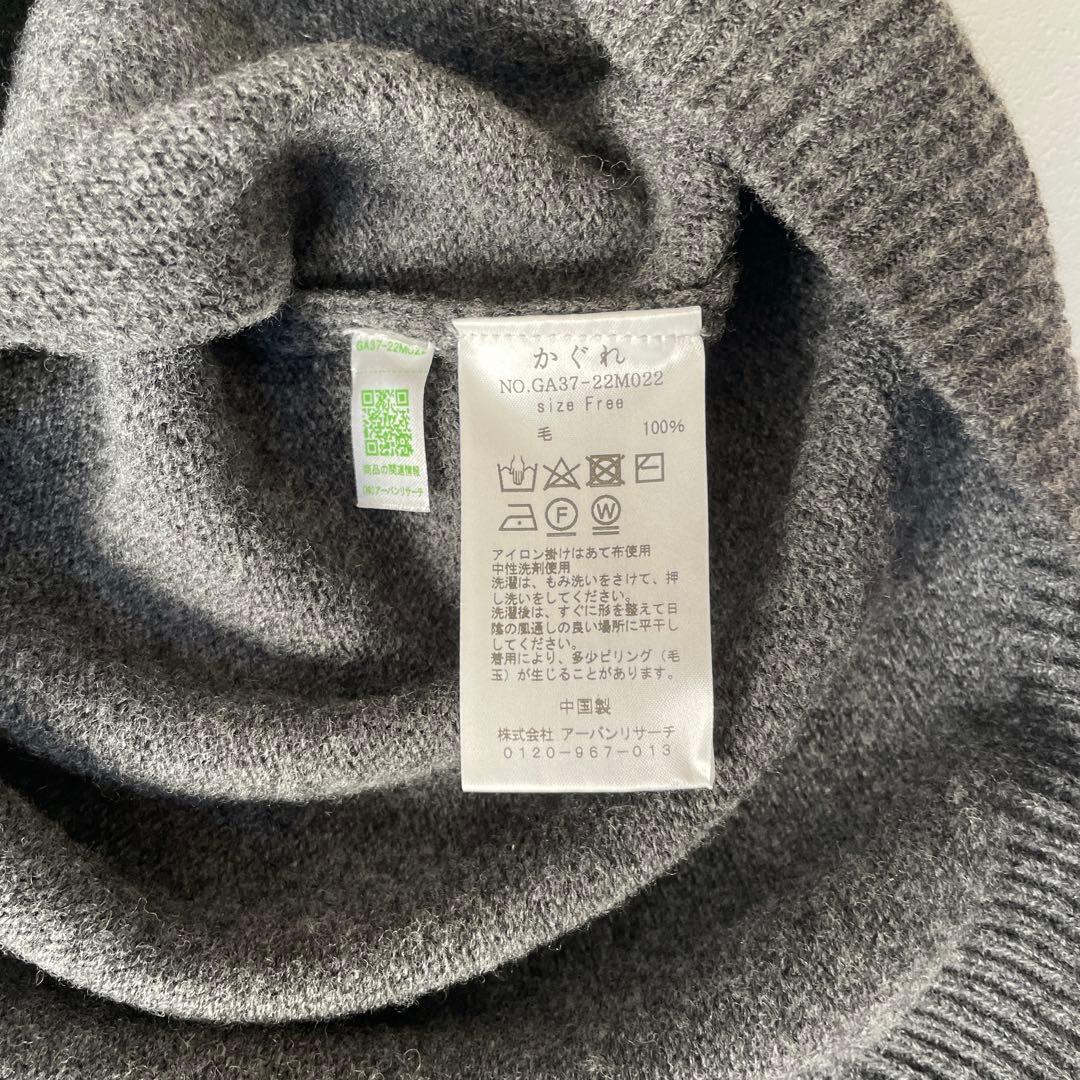 GA37-22M022
商品の関連情報
(株)アーバンリサーチ
かぐれ
NO.GA37-22M022
size Free
毛 100%
F W
アイロン掛けはあて布使用
中性洗剤使用
洗濯は、もみ洗いをさけて、押
し洗いをしてください。
洗濯後は、すぐに形を整えて日
陰の風通しの良い場所に平干し
してください。
着用により、多少ピリング（毛
玉）が生じることがあります。
中国製
株式会社 アーバンリサーチ
0120-967-013